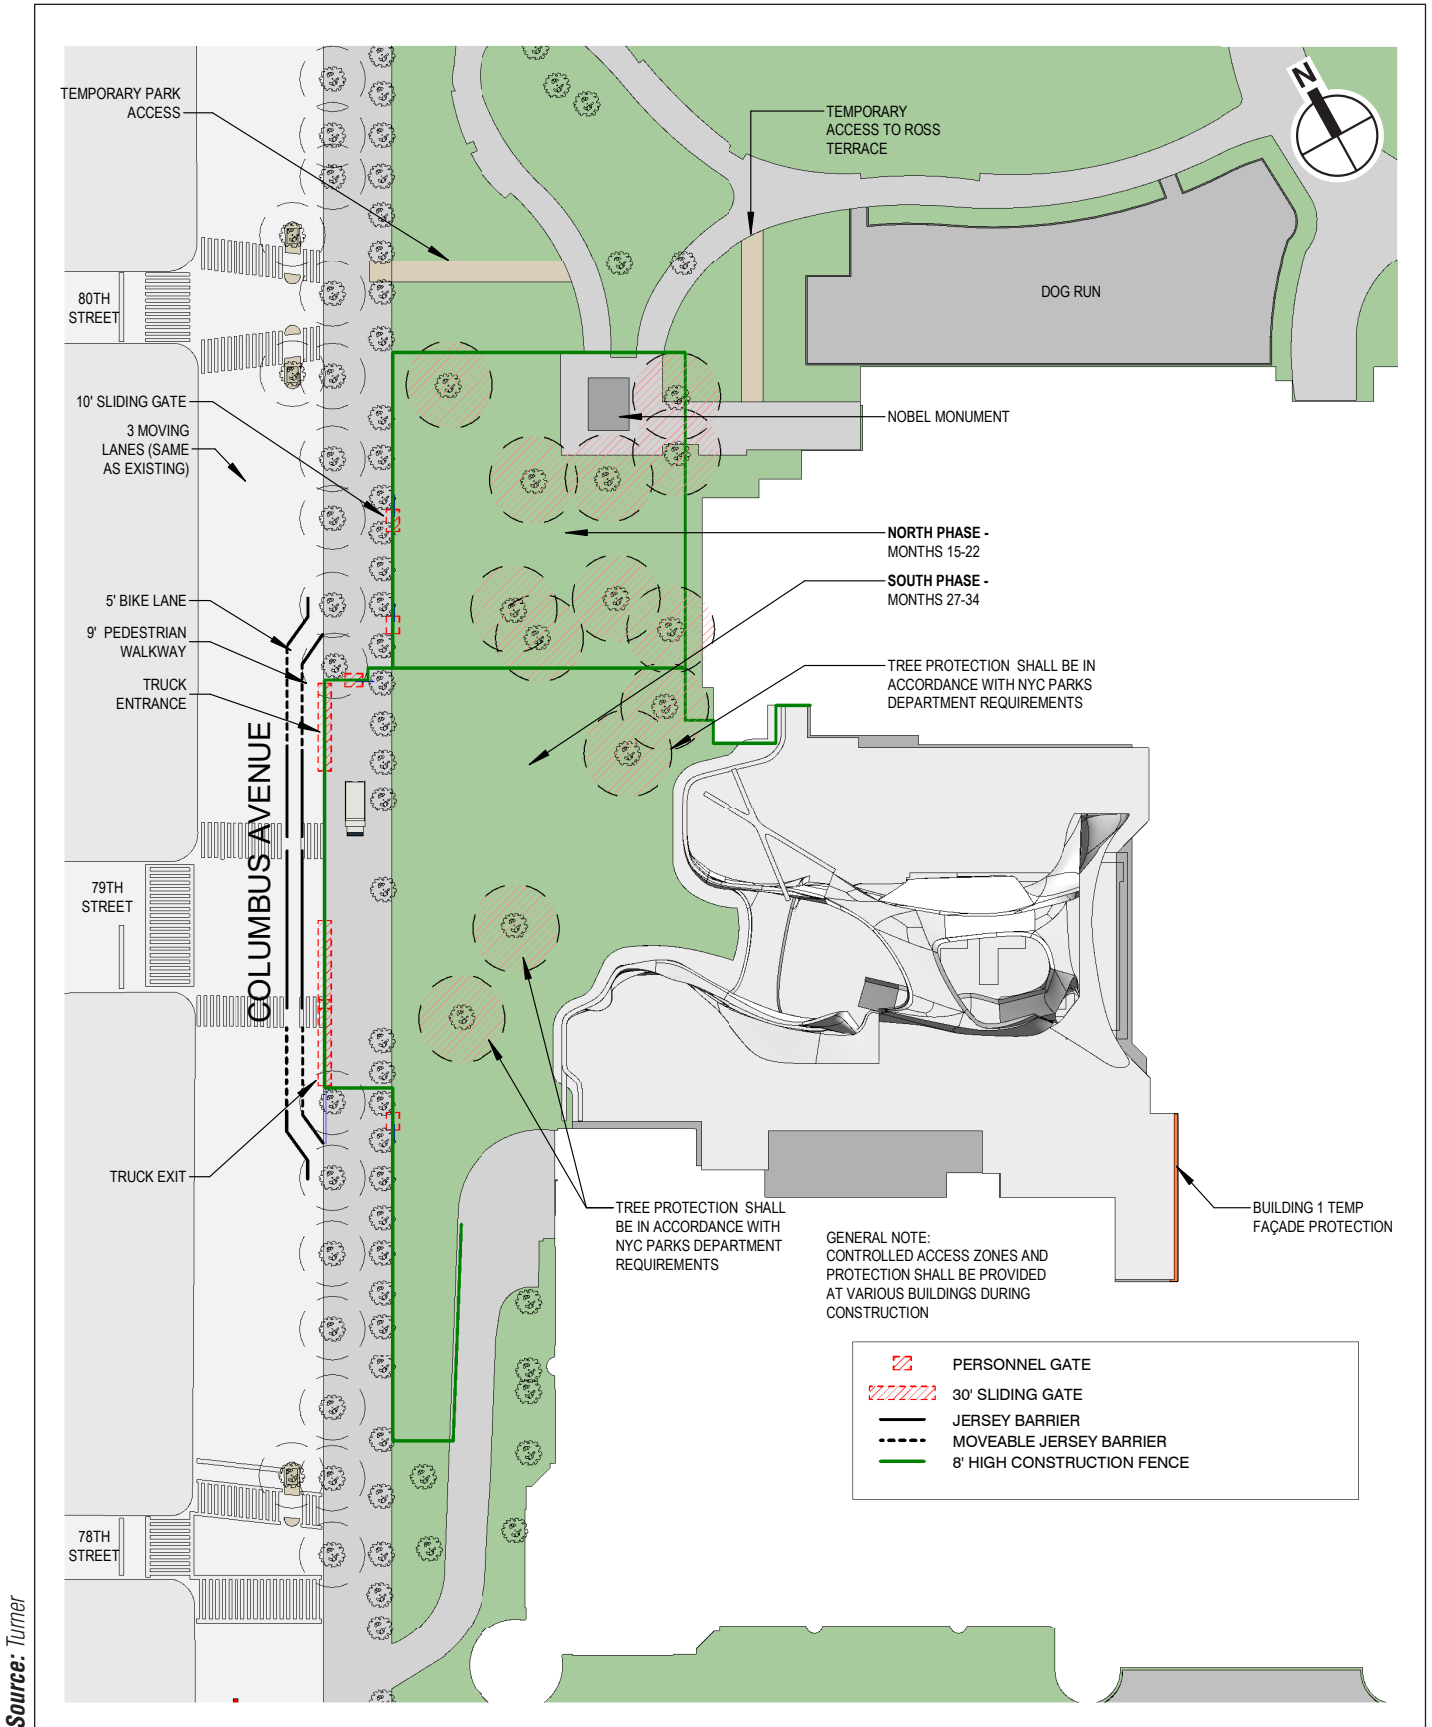 N
TEMPORARY PARK
ACCESS
TEMPORARY
ACCESS TO ROSS
TERRACE
80TH
STREET
DOG RUN
10' SLIDING GATE
3 MOVING
LANES (SAME
AS EXISTING)
NOBEL MONUMENT
NORTH PHASE -
MONTHS 15-22
SOUTH PHASE -
MONTHS 27-34
5' BIKE LANE
9' PEDESTRIAN
WALKWAY
TRUCK
ENTRANCE
TREE PROTECTION SHALL BE IN
ACCORDANCE WITH NYC PARKS
DEPARTMENT REQUIREMENTS
COLUMBUS AVENUE
79TH
STREET
TRUCK EXIT
TREE PROTECTION SHALL
BE IN ACCORDANCE WITH
NYC PARKS DEPARTMENT
REQUIREMENTS
BUILDING 1 TEMP
FAÇADE PROTECTION
GENERAL NOTE:
CONTROLLED ACCESS ZONES AND
PROTECTION SHALL BE PROVIDED
AT VARIOUS BUILDINGS DURING
CONSTRUCTION
PERSONNEL GATE
30' SLIDING GATE
JERSEY BARRIER
MOVEABLE JERSEY BARRIER
8' HIGH CONSTRUCTION FENCE
78TH
STREET
Source: Turner